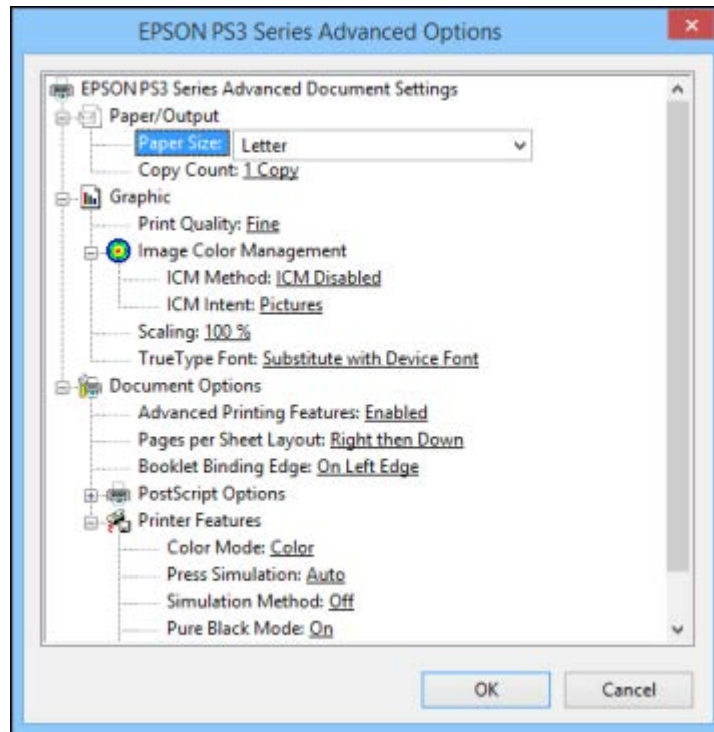 EPSON PS3 Series Advanced Options
EPSON PS3 Series Advanced Document Settings
Paper/Output
Paper Size: Letter
Copy Count: 1 Copy
Graphic
Print Quality: Fine
Image Color Management
ICM Method: ICM Disabled
ICM Intent: Pictures
Scaling: 100 %
TrueType Font: Substitute with Device Font
Document Options
Advanced Printing Features: Enabled
Pages per Sheet Layout: Right then Down
Booklet Binding Edge: On Left Edge
PostScript Options
Printer Features
Color Mode: Color
Press Simulation: Auto
Simulation Method: Off
Pure Black Mode: On
OK Cancel